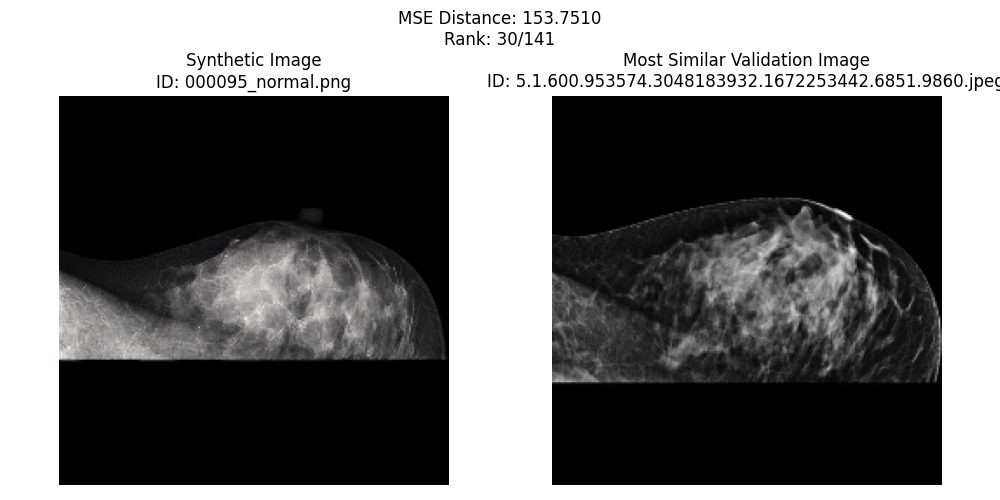 MSE Distance: 153.7510
Rank: 30/141
Synthetic Image
ID: 000095_normal.png
Most Similar Validation Image
ID: 5.1.600.953574.3048183932.1672253442.6851.9860.jpeg